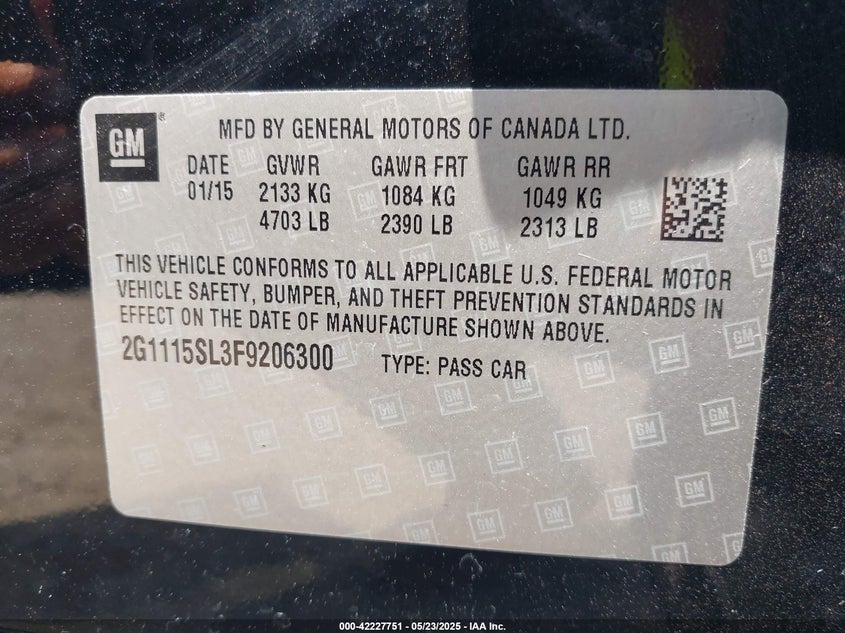 GM ® MFD BY GENERAL MOTORS OF CANADA LTD.
DATE GVWR GAWR FRT GAWR RR
01/15 2133 KG 1084 KG 1049 KG
4703 LB 2390 LB 2313 LB
THIS VEHICLE CONFORMS TO ALL APPLICABLE U.S. FEDERAL MOTOR
VEHICLE SAFETY, BUMPER, AND THEFT PREVENTION STANDARDS IN
EFFECT ON THE DATE OF MANUFACTURE SHOWN ABOVE.
2G1115SL3F9206300 TYPE: PASS CAR
000-42227751 - 05/23/2025 - IAA Inc.